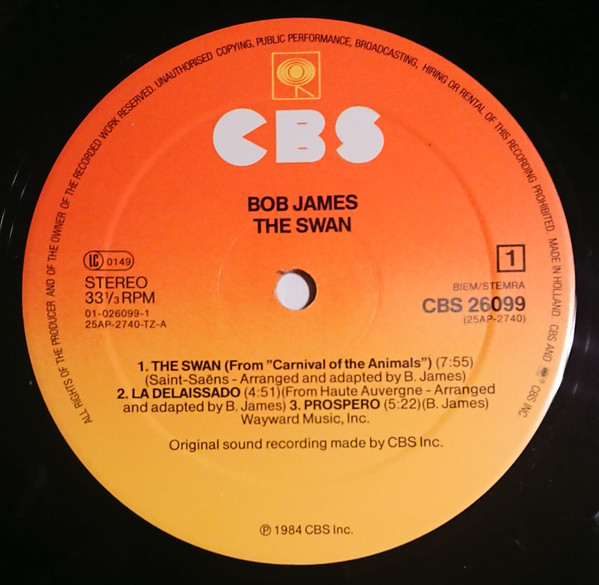 ALL RIGHTS OF THE PRODUCER AND OF THE OWNER OF THE RECORDED WORK RESERVED. UNAUTHORISED COPYING, PUBLIC PERFORMANCE, BROADCASTING, HIRING OR RENTAL OF THIS RECORDING PROHIBITED. MADE IN HOLLAND. CBS AND ® CBS INC.
CBS
BOB JAMES
THE SWAN
LC 0149
STEREO
33⅓ RPM
01-026099-1
25AP-2740-TZ-A
1
BIEM/STEMRA
CBS 26099
(25AP-2740)
1. THE SWAN (From "Carnival of the Animals") (7:55)
(Saint-Saëns - Arranged and adapted by B. James)
2. LA DELAISSADO (4:51)(From Haute Auvergne - Arranged
and adapted by B. James) 3. PROSPERO (5:22)(B. James)
Wayward Music, Inc.
Original sound recording made by CBS Inc.
℗ 1984 CBS Inc.